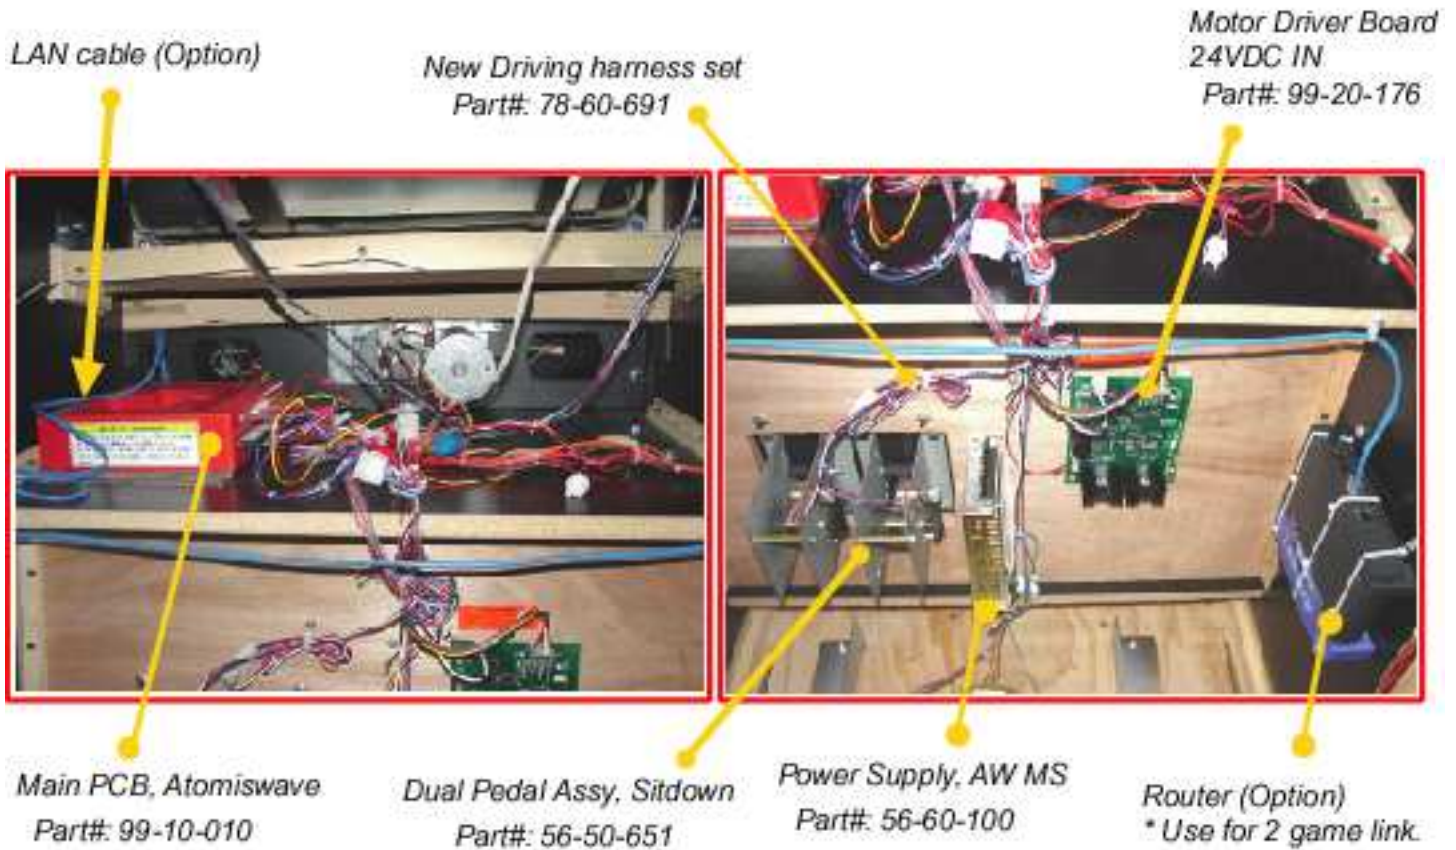 LAN cable (Option)
New Driving harness set
Part#: 78-60-691
Motor Driver Board
24VDC IN
Part#: 99-20-176
Main PCB, Atomiswave
Part#: 99-10-010
Dual Pedal Assy, Sitdown
Part#: 56-50-651
Power Supply, AW MS
Part#: 56-60-100
Router (Option)
* Use for 2 game link.